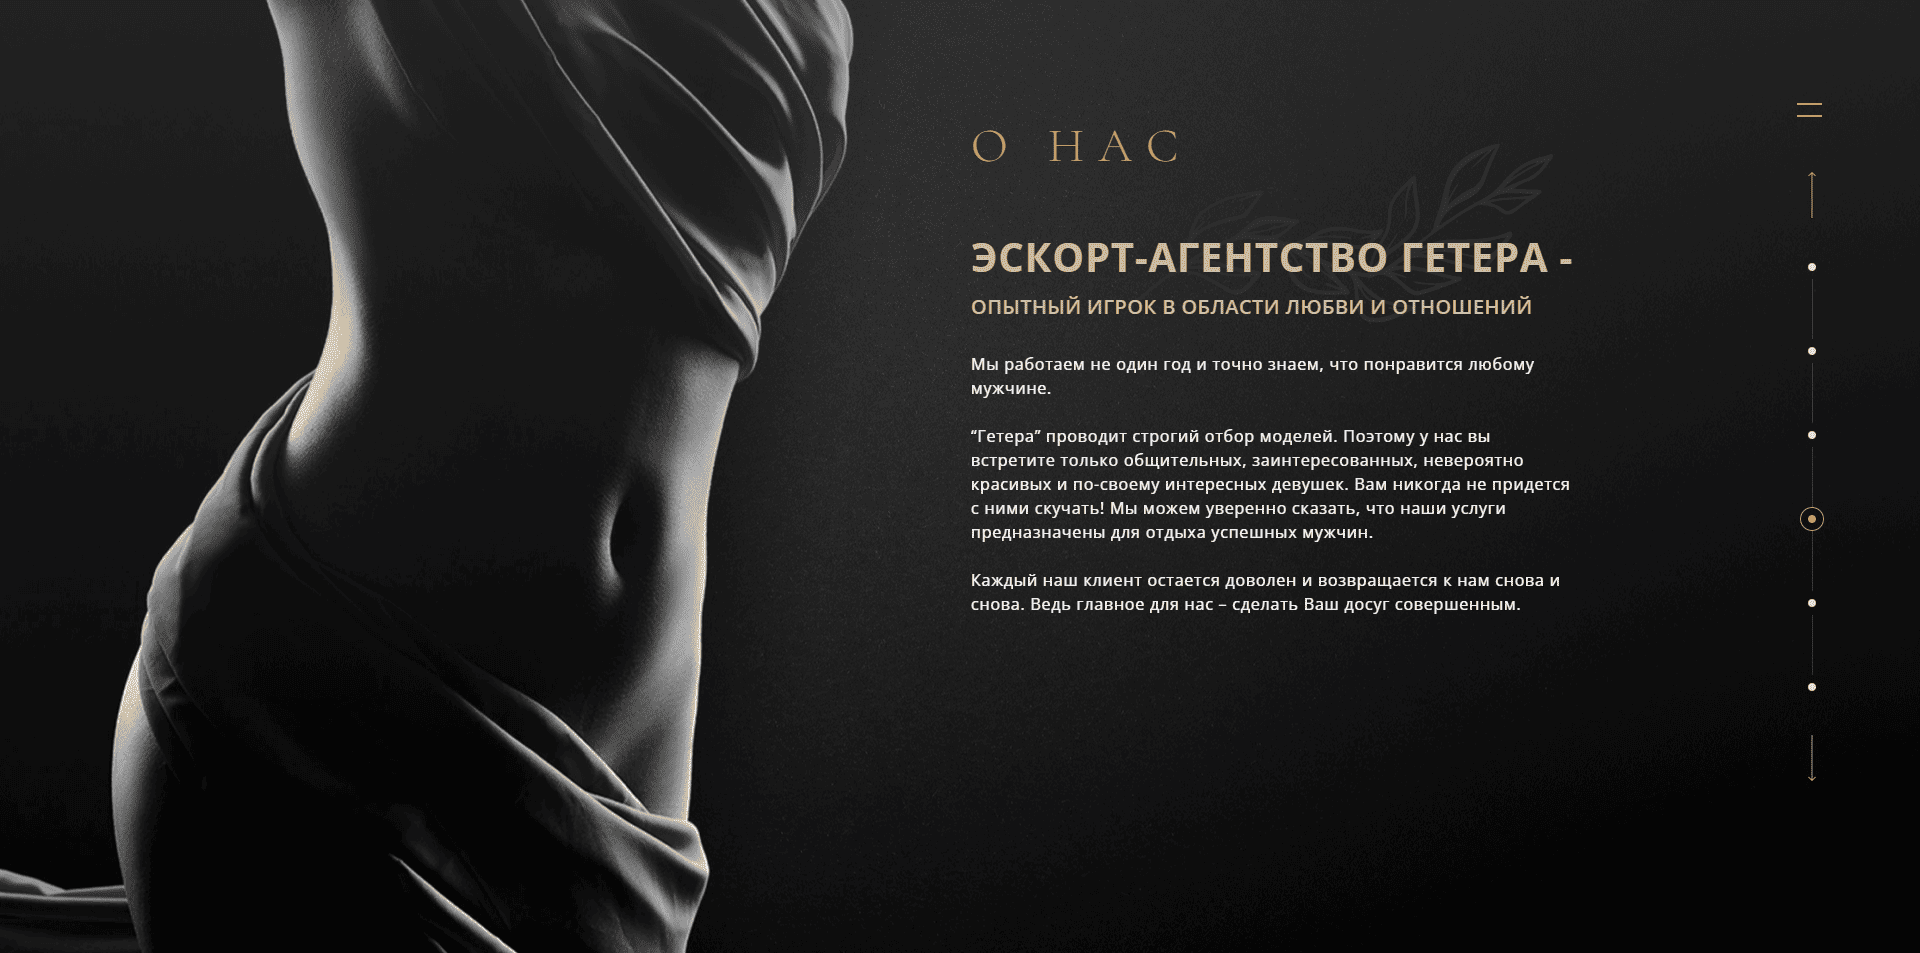 О НАС
ЭСКОРТ-АГЕНТСТВО ГЕТЕРА -
ОПЫТНЫЙ ИГРОК В ОБЛАСТИ ЛЮБВИ И ОТНОШЕНИЙ
Мы работаем не один год и точно знаем, что понравится любому
мужчине.
“Гетера” проводит строгий отбор моделей. Поэтому у нас вы
встретите только общительных, заинтересованных, невероятно
красивых и по-своему интересных девушек. Вам никогда не придется
с ними скучать! Мы можем уверенно сказать, что наши услуги
предназначены для отдыха успешных мужчин.
Каждый наш клиент остается доволен и возвращается к нам снова и
снова. Ведь главное для нас – сделать Ваш досуг совершенным.